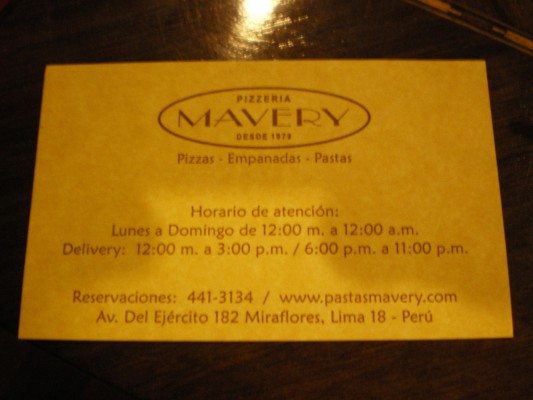 PIZZERIA
MAVERY
DESDE 1979
Pizzas - Empanadas - Pastas
Horario de atención:
Lunes a Domingo de 12:00 m. a 12:00 a.m.
Delivery: 12:00 m. a 3:00 p.m. / 6:00 p.m. a 11:00 p.m.
Reservaciones: 441-3134 / www.pastasmavery.com
Av. Del Ejército 182 Miraflores, Lima 18 - Perú